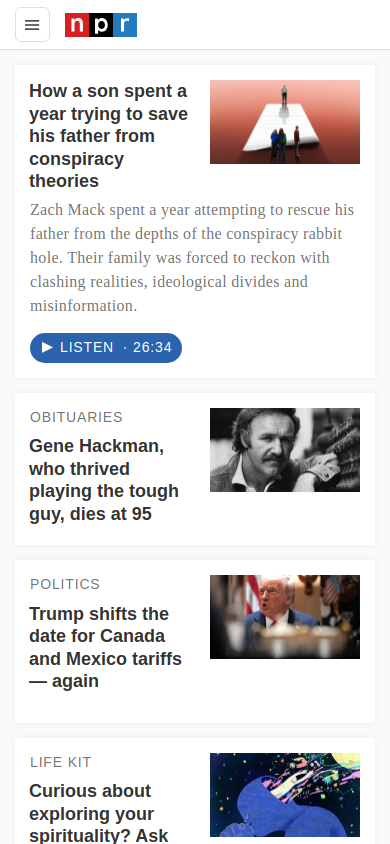 npr
How a son spent a
year trying to save
his father from
conspiracy
theories
Zach Mack spent a year attempting to rescue his
father from the depths of the conspiracy rabbit
hole. Their family was forced to reckon with
clashing realities, ideological divides and
misinformation.
LISTEN · 26:34
OBITUARIES
Gene Hackman,
who thrived
playing the tough
guy, dies at 95
POLITICS
Trump shifts the
date for Canada
and Mexico tariffs
— again
LIFE KIT
Curious about
exploring your
spirituality? Ask